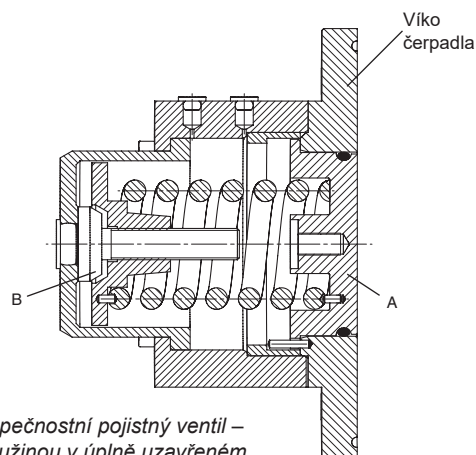 Víko
čerpadla
B
A
pečnostní pojistný ventil –
užinou v úplně uzavřeném